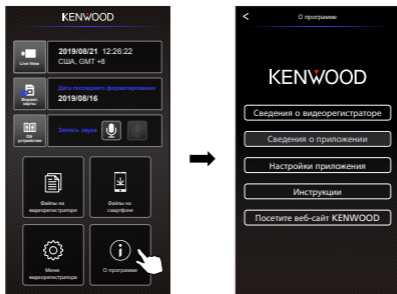 KENWOOD
Live View
2019/08/21 12:26:22
США, GMT +8
Формат.
карты
Дата последнего форматирования
2019/08/16
Об
устройстве
Запись звука
Файлы на
видеорегистраторе
Файлы на
смартфоне
Меню
видеорегистратора
О программе
<
О программе
KENWOOD
Сведения о видеорегистраторе
Сведения о приложении
Настройки приложения
Инструкции
Посетите веб-сайт KENWOOD